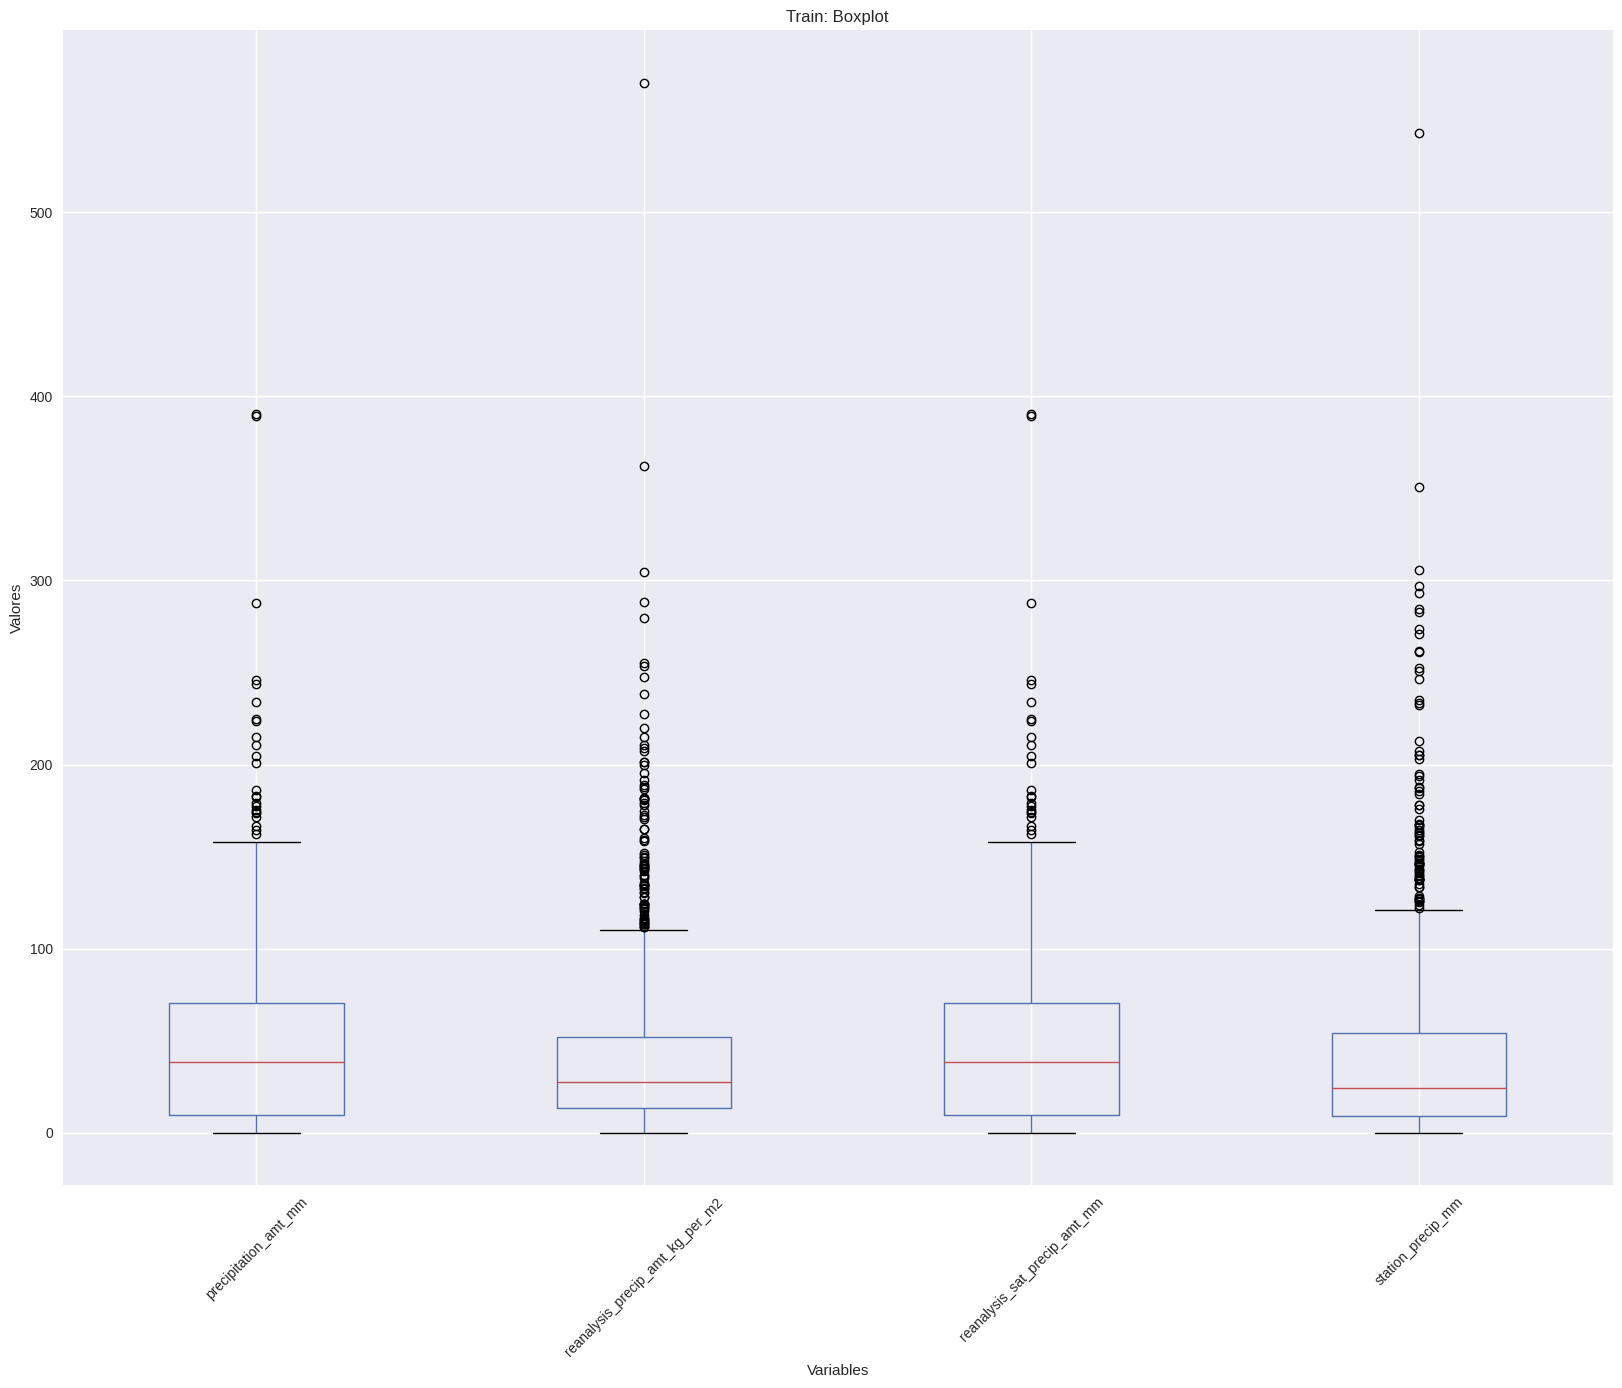 Train: Boxplot
Valores
500
400
300
200
100
0
precipitation_amt_mm
reanalysis_precip_amt_kg_per_m2
reanalysis_sat_precip_amt_mm
station_precip_mm
Variables